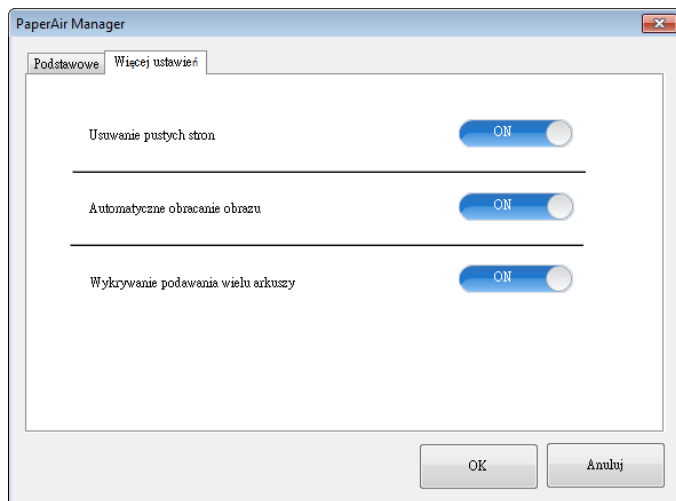 PaperAir Manager
Podstawowe Więcej ustawień
Usuwanie pustych stron ON
Automatyczne obracanie obrazu ON
Wykrywanie podawania wielu arkuszy ON
OK Anuluj